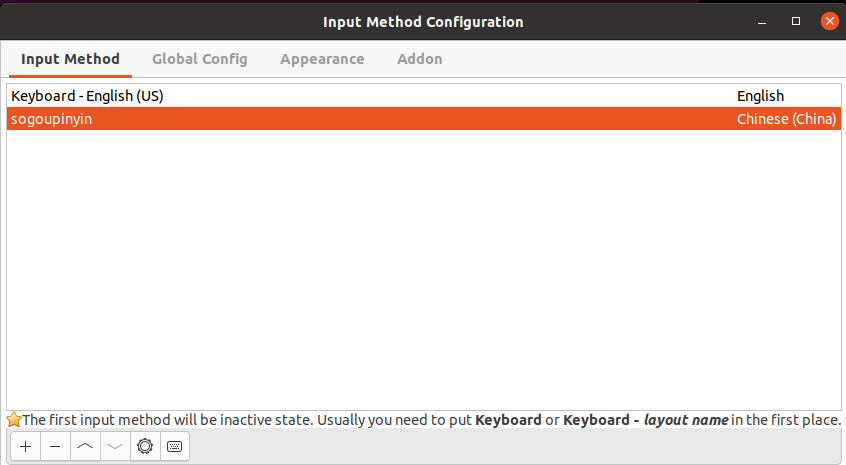 Input Method Configuration
Input Method Global Config Appearance Addon
Keyboard - English (US) English
sogoupinyin Chinese (China)
The first input method will be inactive state. Usually you need to put Keyboard or Keyboard - layout name in the first place.